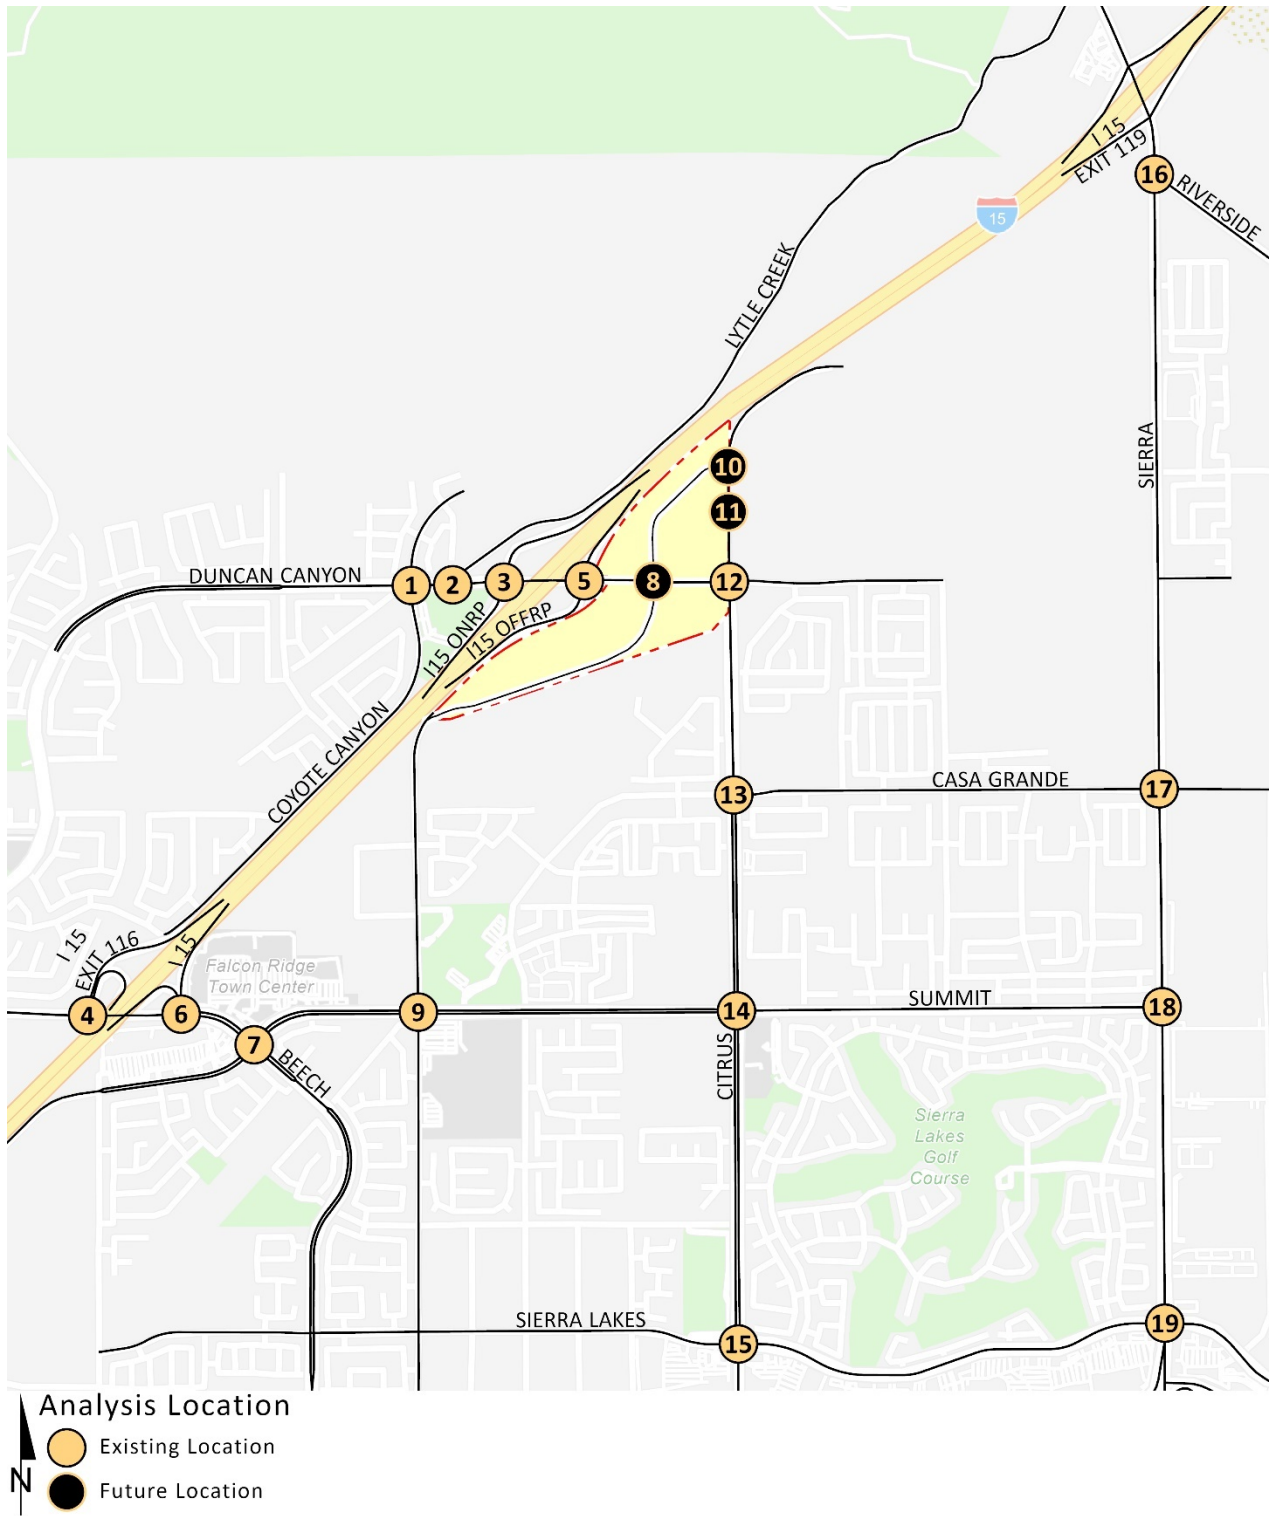 I 15
EXIT 119
16
RIVERSIDE
15
LYTLE CREEK
SIERRA
10
11
DUNCAN CANYON
1
2
3
5
8
12
I15 ONRP
I15 OFFRP
COYOTE CANYON
13
CASA GRANDE
17
I 15
EXIT 116
I 15
Falcon Ridge
Town Center
4
6
7
BEECH
9
14
SUMMIT
18
CITRUS
Sierra
Lakes
Golf
Course
SIERRA LAKES
15
19
Analysis Location
Existing Location
Future Location
N